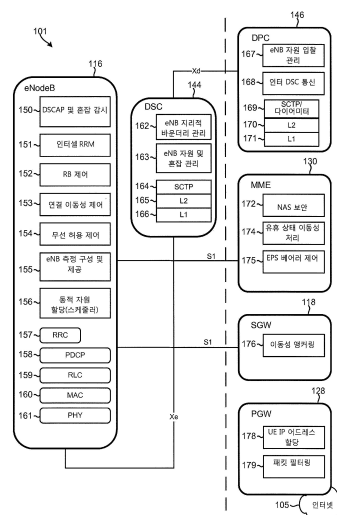 101
116
eNodeB
150
DSCAP 및 혼잡 감시
151
인터셀 RRM
152
RB 제어
153
연결 이동성 제어
154
무선 허용 제어
155
eNB 측정 구성 및
제공
156
동적 자원
할당(스케줄러)
157
RRC
158
PDCP
159
RLC
160
MAC
161
PHY
144
DSC
162
eNB 지리적
바운더리 관리
163
eNB 자원 및
혼잡 관리
164
SCTP
165
L2
166
L1
Xd
S1
S1
Xe
146
DPC
167
eNB 자원 입찰
관리
168
인터 DSC 통신
169
SCTP/
다이어미터
170
L2
171
L1
130
MME
172
NAS 보안
174
유휴 상태 이동성
처리
175
EPS 베어러 제어
118
SGW
176
이동성 앵커링
128
PGW
178
UE IP 어드레스
할당
179
패킷 필터링
105
인터넷